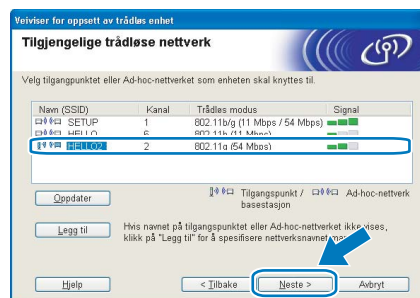 Veiviser for oppsett av trådløs enhet
Tilgjengelige trådløse nettverk
Velg tilgangpunktet eller Ad-hoc-nettverket som enheten skal knyttes til.
Navn (SSID) Kanal Trådløs modus Signal
SETUP 1 802.11b/g (11 Mbps / 54 Mbps)
HELLO 6 802.11b (11 Mbps)
HELLO2 2 802.11g (54 Mbps)
Oppdater
Tilgangspunkt / basestasjon
Ad-hoc-nettverk
Legg til
Hvis navnet på tilgangspunktet eller Ad-hoc-nettverket ikke vises,
klikk på "Legg til" for å spesifisere nettverksnavnet
Hjelp < Tilbake Neste > Avbryt